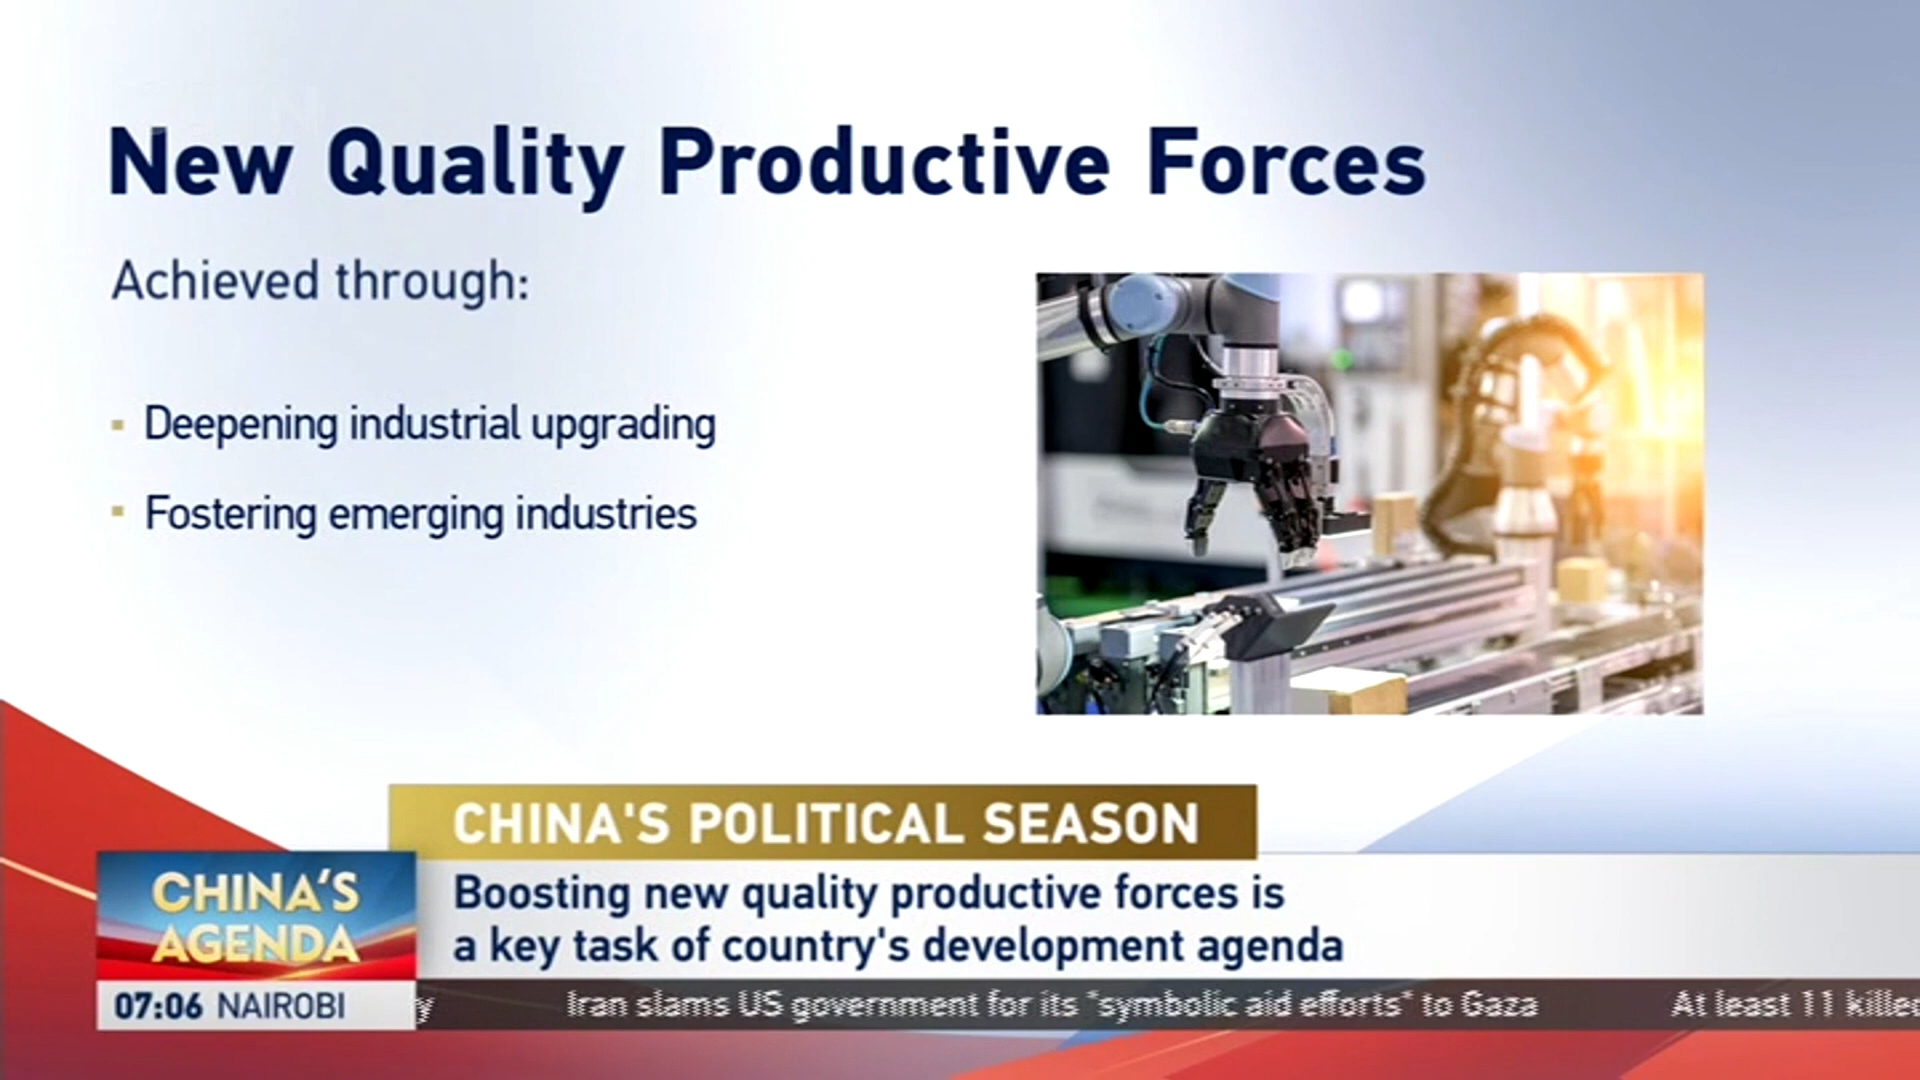 New Quality Productive Forces
Achieved through:
▪ Deepening industrial upgrading
▪ Fostering emerging industries
CHINA'S POLITICAL SEASON
CHINA'S
AGENDA
Boosting new quality productive forces is
a key task of country's development agenda
07:06 NAIROBI
y Iran slams US government for its "symbolic aid efforts" to Gaza At least 11 killed